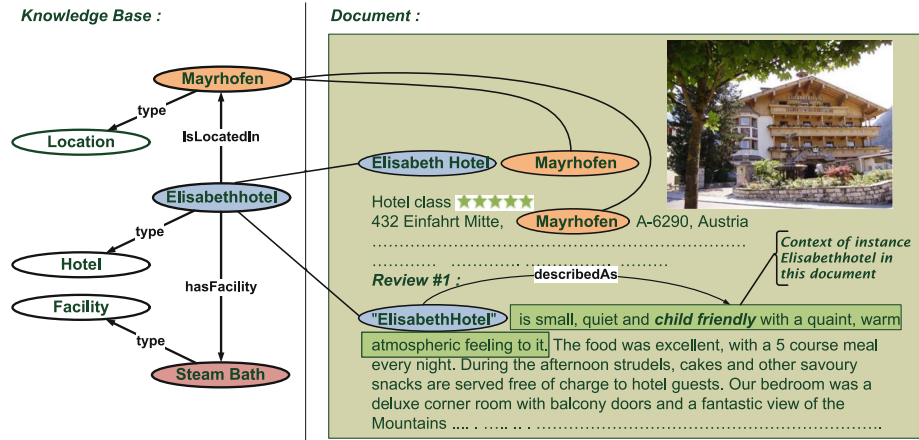 Knowledge Base :
Document :
Mayrhofen
type
Location
IsLocatedIn
Elisabethhotel
type
Hotel
hasFacility
Facility
type
Steam Bath
Elisabeth Hotel Mayrhofen
Hotel class ★★★★★
432 Einfahrt Mitte, Mayrhofen A-6290, Austria
................................................................................
........... .......... ..... .......... ...........
Context of instance
Elisabethhotel in
this document
Review #1 :
describedAs
"ElisabethHotel" is small, quiet and child friendly with a quaint, warm
atmospheric feeling to it, The food was excellent, with a 5 course meal
every night. During the afternoon strudels, cakes and other savoury
snacks are served free of charge to hotel guests. Our bedroom was a
deluxe corner room with balcony doors and a fantastic view of the
Mountains .... . ..... .. . ........................................................................